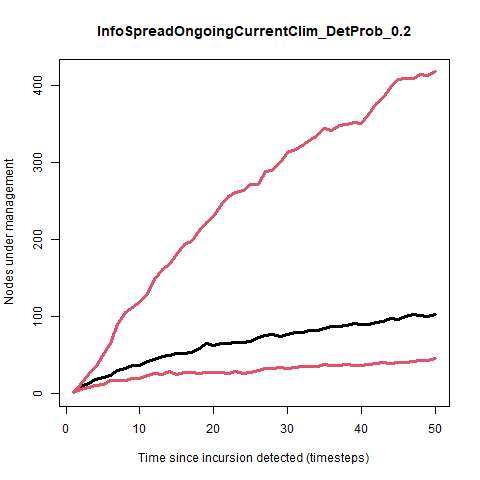 InfoSpreadOngoingCurrentClim_DetProb_0.2
Nodes under management
400
300
200
100
0
0 10 20 30 40 50
Time since incursion detected (timesteps)